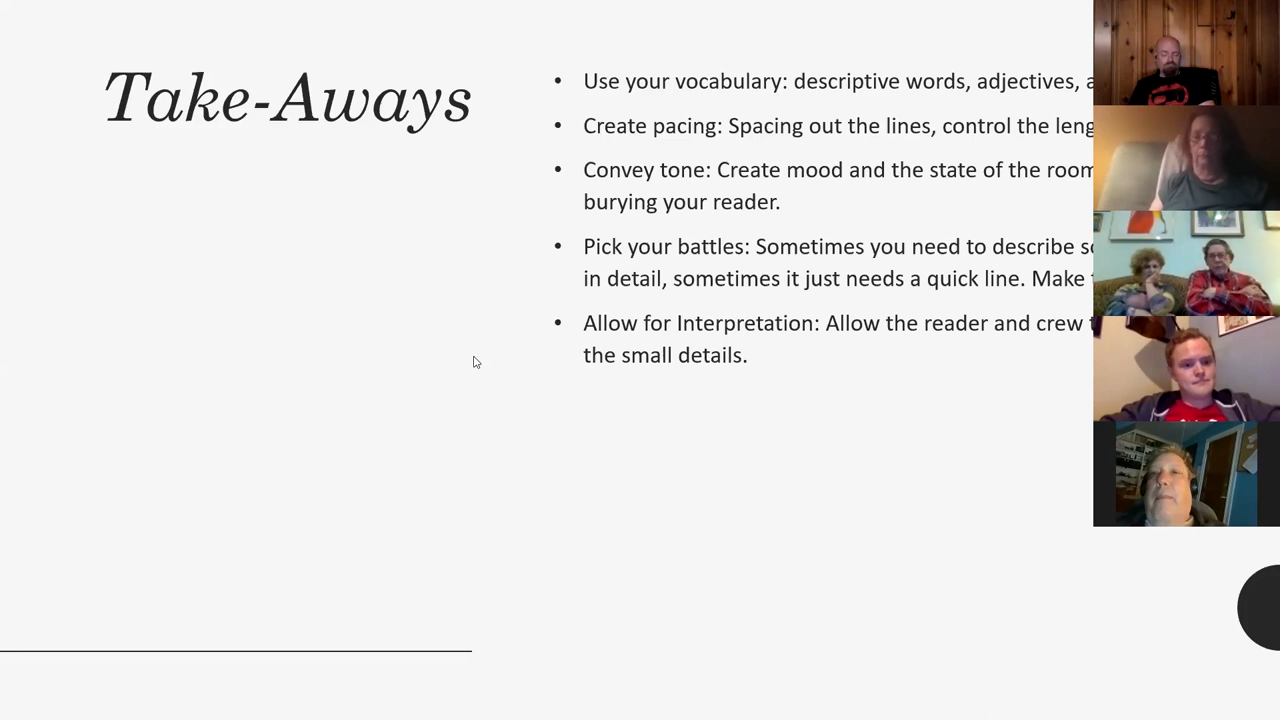 Take-Aways
• Use your vocabulary: descriptive words, adjectives,
• Create pacing: Spacing out the lines, control the
• Convey tone: Create mood and the state of the room
burying your reader.
• Pick your battles: Sometimes you need to describe
in detail, sometimes it just needs a quick line. Make
• Allow for Interpretation: Allow the reader and crew
the small details.